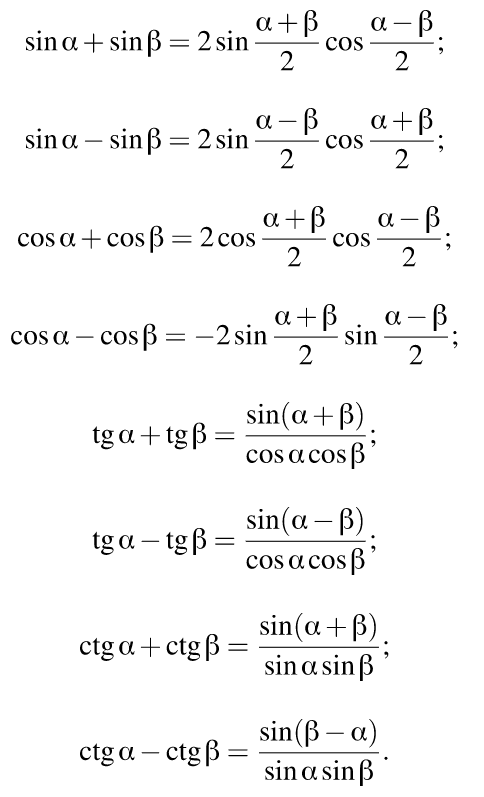 sin α + sin β = 2 sin (α + β)/2 cos (α − β)/2;
sin α − sin β = 2 sin (α − β)/2 cos (α + β)/2;
cos α + cos β = 2 cos (α + β)/2 cos (α − β)/2;
cos α − cos β = −2 sin (α + β)/2 sin (α − β)/2;
tg α + tg β = sin(α + β)/(cos α cos β);
tg α − tg β = sin(α − β)/(cos α cos β);
ctg α + ctg β = sin(α + β)/(sin α sin β);
ctg α − ctg β = sin(β − α)/(sin α sin β).